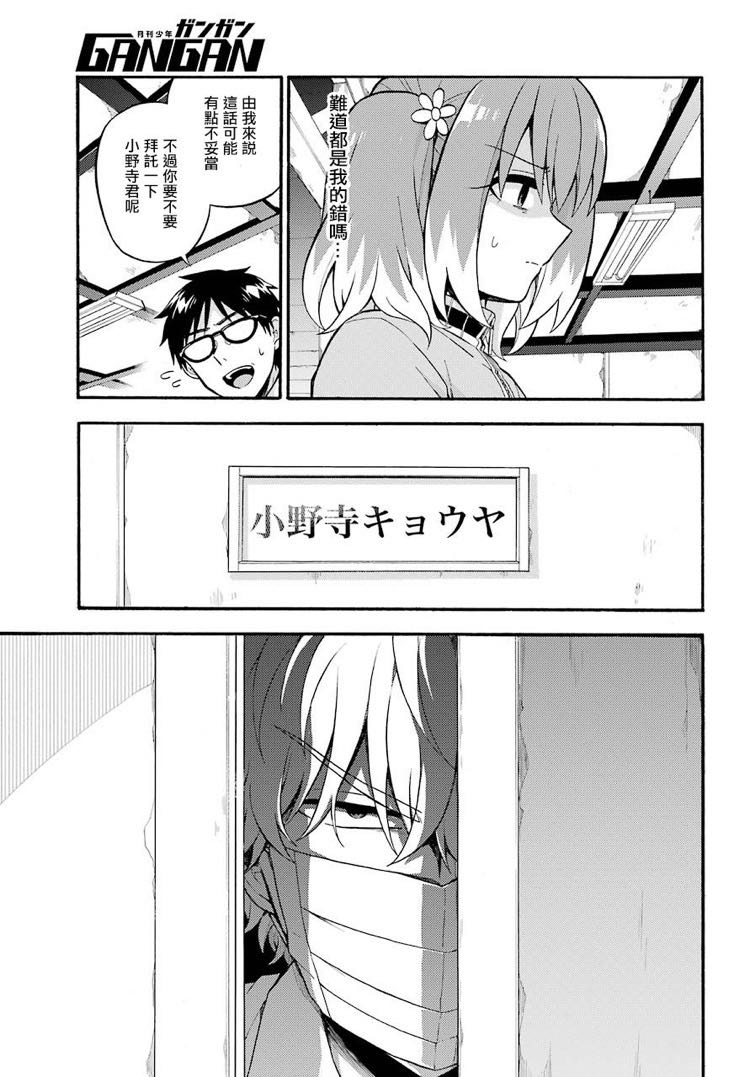 月刊少年
ガンガン
GANGAN
難道都是我的錯嗎…
由我來說
這話可能
有點不妥當
不過你要不要
拜託一下
小野寺君呢
小野寺キョウヤ